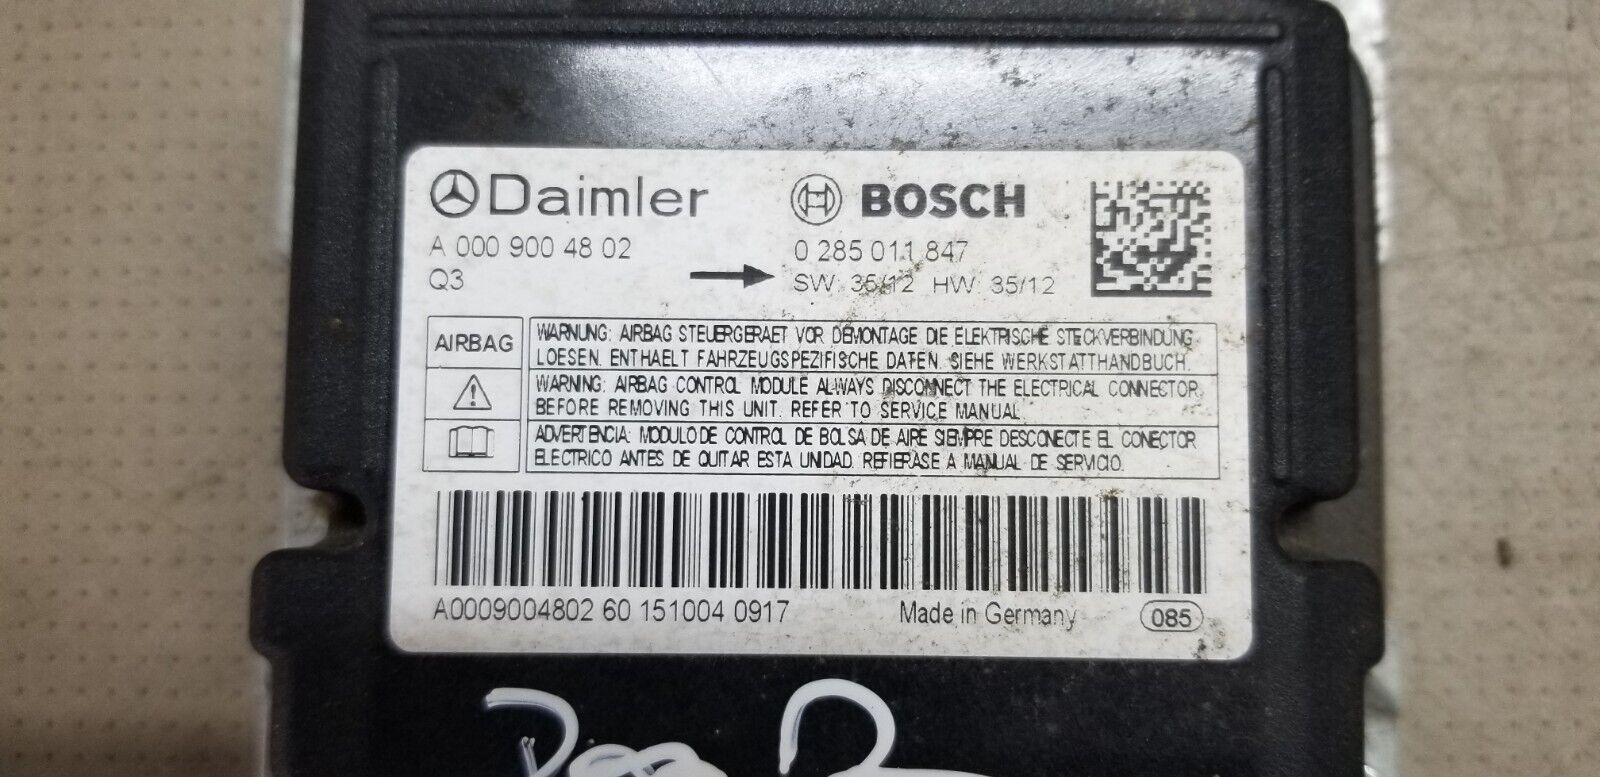 Daimler BOSCH
A 000 900 48 02 0 285 011 847
Q3 SW: 35/12 HW: 35/12
AIRBAG
WARNUNG: AIRBAG STEUERGERAET VOR DEMONTAGE DIE ELEKTRISCHE STECKVERBINDUNG
LOESEN. ENTHAELT FAHRZEUGSPEZIFISCHE DATEN. SIEHE WERKSTATTHANDBUCH.
WARNING: AIRBAG CONTROL MODULE ALWAYS DISCONNECT THE ELECTRICAL CONNECTOR
BEFORE REMOVING THIS UNIT. REFER TO SERVICE MANUAL.
ADVERTENCIA: MODULO DE CONTROL DE BOLSA DE AIRE SIEMPRE DESCONECTE EL CONECTOR
ELECTRICO ANTES DE QUITAR ESTA UNIDAD. REFIERASE A MANUAL DE SERVICIO.
A0009004802 60 151004 0917 Made in Germany 085